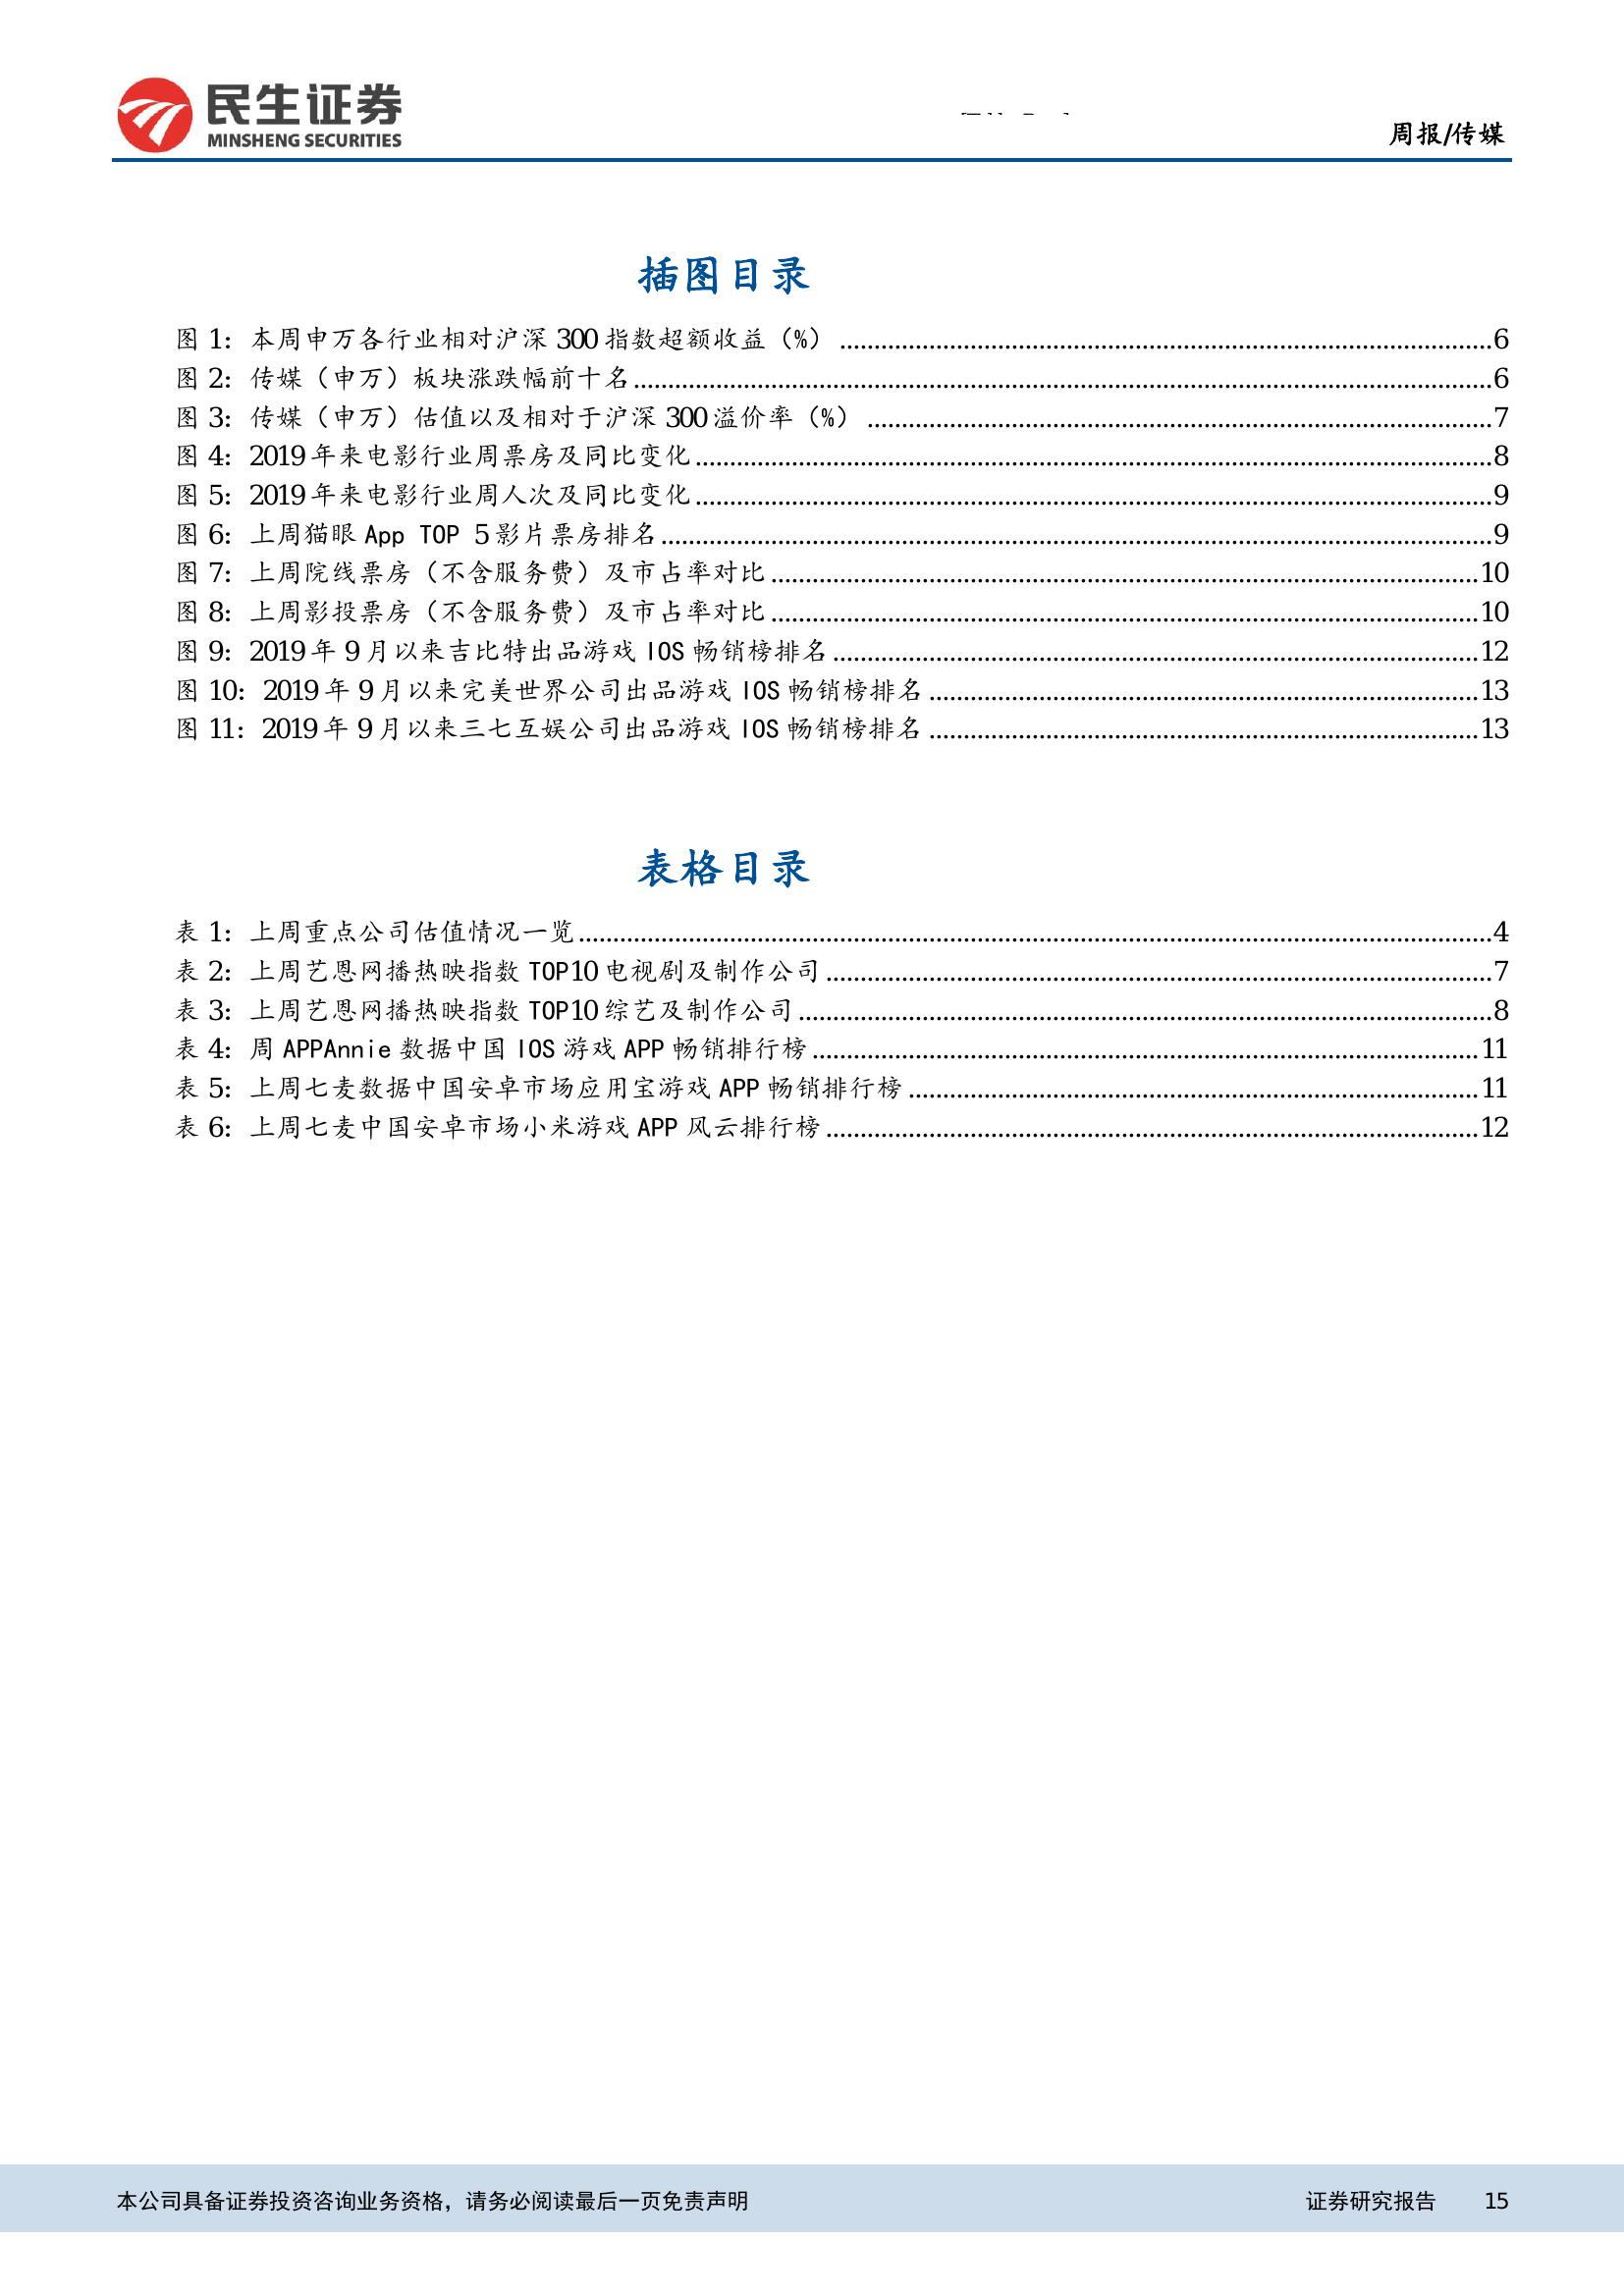 民生证券
MINSHENG SECURITIES
周报/传媒
插图目录
图 1：本周申万各行业相对沪深 300 指数超额收益（%）........6
图 2：传媒（申万）板块涨跌幅前十名........6
图 3：传媒（申万）估值以及相对于沪深 300 溢价率（%）........7
图 4：2019 年来电影行业周票房及同比变化........8
图 5：2019 年来电影行业周人次及同比变化........9
图 6：上周猫眼 App TOP 5 影片票房排名........9
图 7：上周院线票房（不含服务费）及市占率对比........10
图 8：上周影投票房（不含服务费）及市占率对比........10
图 9：2019 年 9 月以来吉比特出品游戏 IOS 畅销榜排名........12
图 10：2019 年 9 月以来完美世界公司出品游戏 IOS 畅销榜排名........13
图 11：2019 年 9 月以来三七互娱公司出品游戏 IOS 畅销榜排名........13
表格目录
表 1：上周重点公司估值情况一览........4
表 2：上周艺恩网播热映指数 TOP10 电视剧及制作公司........7
表 3：上周艺恩网播热映指数 TOP10 综艺及制作公司........8
表 4：周 APPAnnie 数据中国 IOS 游戏 APP 畅销排行榜........11
表 5：上周七麦数据中国安卓市场应用宝游戏 APP 畅销排行榜........11
表 6：上周七麦中国安卓市场小米游戏 APP 风云排行榜........12
本公司具备证券投资咨询业务资格，请务必阅读最后一页免责声明 证券研究报告 15